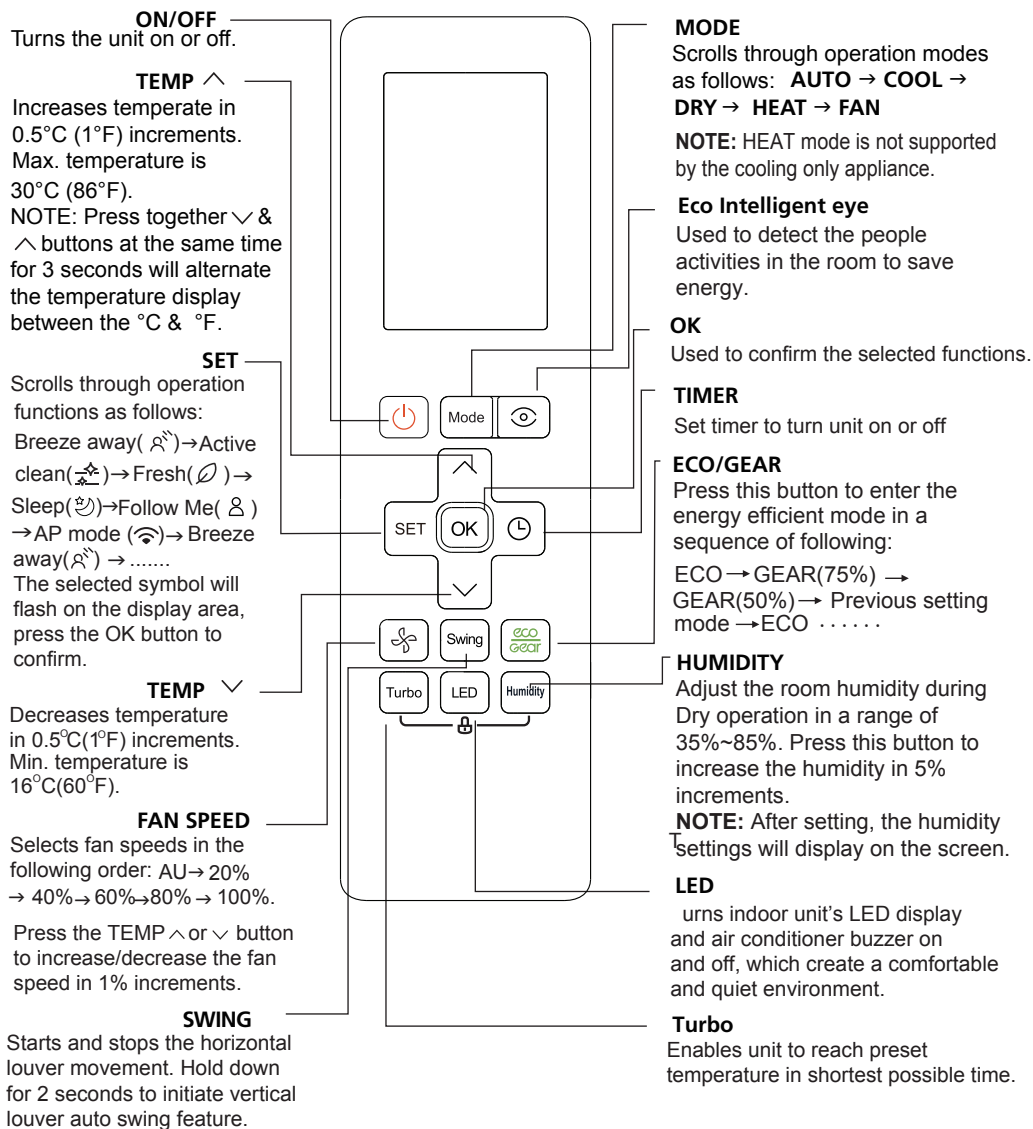 ON/OFF
Turns the unit on or off.
TEMP ^
Increases temperate in
0.5°C (1°F) increments.
Max. temperature is
30°C (86°F).
NOTE: Press together ∨ &
∧ buttons at the same time
for 3 seconds will alternate
the temperature display
between the °C & °F.
SET
Scrolls through operation
functions as follows:
Breeze away( )→Active
clean( )→Fresh( )→
Sleep( )→Follow Me( )
→AP mode ( )→ Breeze
away( ) → .......
The selected symbol will
flash on the display area,
press the OK button to
confirm.
TEMP ∨
Decreases temperature
in 0.5°C(1°F) increments.
Min. temperature is
16°C(60°F).
FAN SPEED
Selects fan speeds in the
following order: AU→ 20%
→ 40%→ 60%→80% → 100%.
Press the TEMP ∧ or ∨ button
to increase/decrease the fan
speed in 1% increments.
SWING
Starts and stops the horizontal
louver movement. Hold down
for 2 seconds to initiate vertical
louver auto swing feature.
Mode
SET
OK
Swing
eco
Gear
Turbo
LED
Humidity
MODE
Scrolls through operation modes
as follows: AUTO → COOL →
DRY → HEAT → FAN
NOTE: HEAT mode is not supported
by the cooling only appliance.
Eco Intelligent eye
Used to detect the people
activities in the room to save
energy.
OK
Used to confirm the selected functions.
TIMER
Set timer to turn unit on or off
ECO/GEAR
Press this button to enter the
energy efficient mode in a
sequence of following:
ECO → GEAR(75%) →
GEAR(50%)→ Previous setting
mode →ECO ······
HUMIDITY
Adjust the room humidity during
Dry operation in a range of
35%~85%. Press this button to
increase the humidity in 5%
increments.
NOTE: After setting, the humidity
T
settings will display on the screen.
LED
urns indoor unit's LED display
and air conditioner buzzer on
and off, which create a comfortable
and quiet environment.
Turbo
Enables unit to reach preset
temperature in shortest possible time.